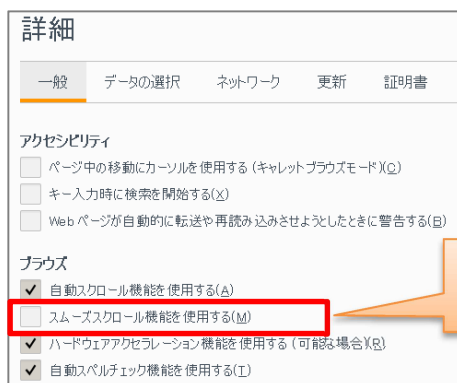 詳細
一般 データの選択 ネットワーク 更新 証明書
アクセシビリティ
ページ中の移動にカーソルを使用する (キャレットブラウズモード)(C)
キー入力時に検索を開始する(X)
Web ページが自動的に転送や再読み込みさせようとしたときに警告する(B)
ブラウズ
自動スクロール機能を使用する(A)
スムーズスクロール機能を使用する(M)
ハードウェアアクセラレーション機能を使用する (可能な場合)(R)
自動スペルチェック機能を使用する(T)